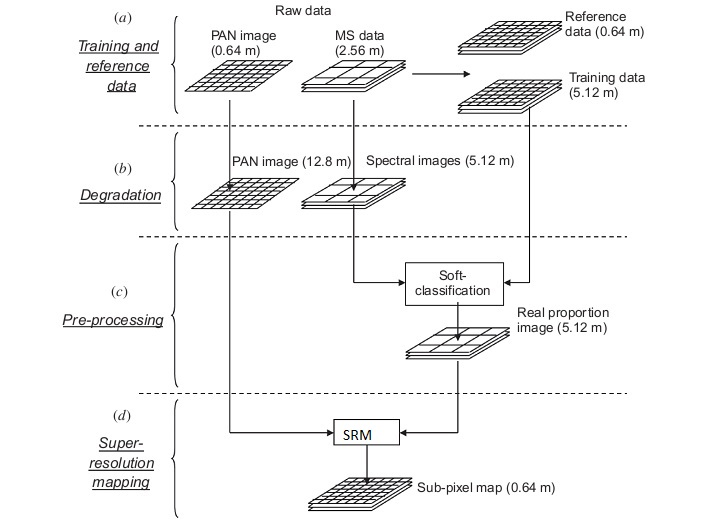 Raw data
(a)
Training and
reference
data
PAN image
(0.64 m)
MS data
(2.56 m)
Reference
data (0.64 m)
Training data
(5.12 m)
(b)
Degradation
PAN image (12.8 m)
Spectral images (5.12 m)
(c)
Pre-processing
Soft-
classification
Real proportion
image (5.12 m)
(d)
Super-
resolution
mapping
SRM
Sub-pixel map (0.64 m)